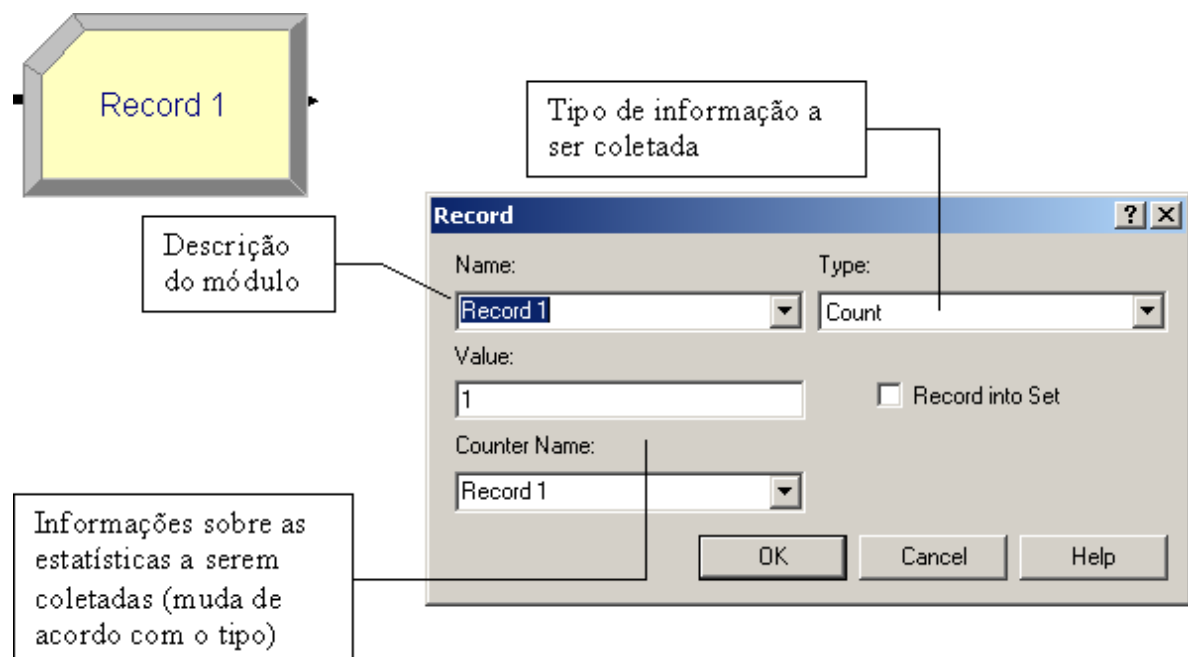 Record 1
Tipo de informação a
ser coletada
Descrição
do módulo
Record
Name:
Type:
Record 1
Count
Value:
1
Record into Set
Counter Name:
Record 1
OK
Cancel
Help
Informações sobre as
estatísticas a serem
coletadas (muda de
acordo com o tipo)